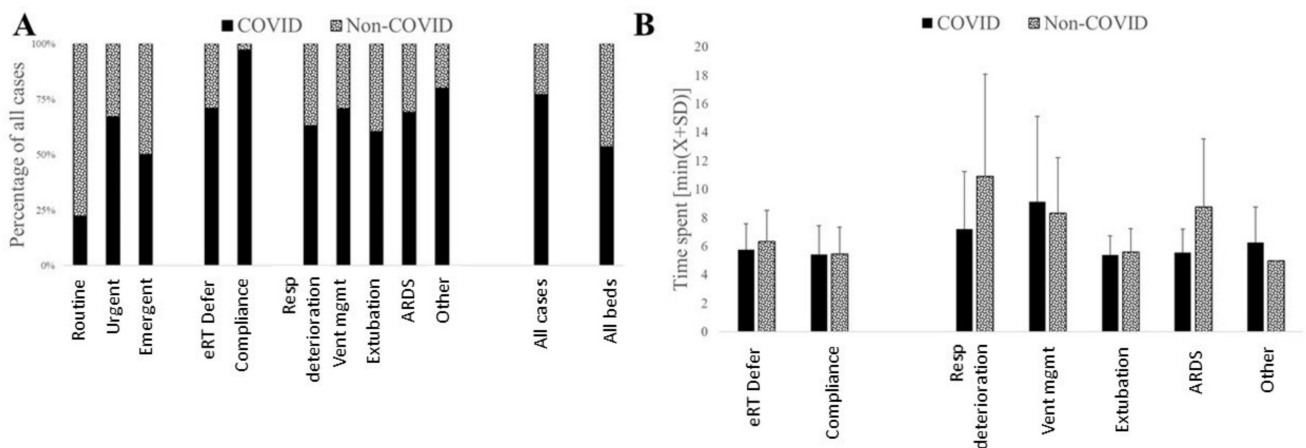 A
COVID Non-COVID
Percentage of all cases
100%
75%
50%
25%
0%
Routine
Urgent
Emergent
eRT Defer
Compliance
Resp
deterioration
Vent mgmt
Extubation
ARDS
Other
All cases
All beds
B
COVID Non-COVID
Time spent [min(X+SD)]
20
18
16
14
12
10
8
6
4
2
0
eRT Defer
Compliance
Resp
deterioration
Vent mgmt
Extubation
ARDS
Other